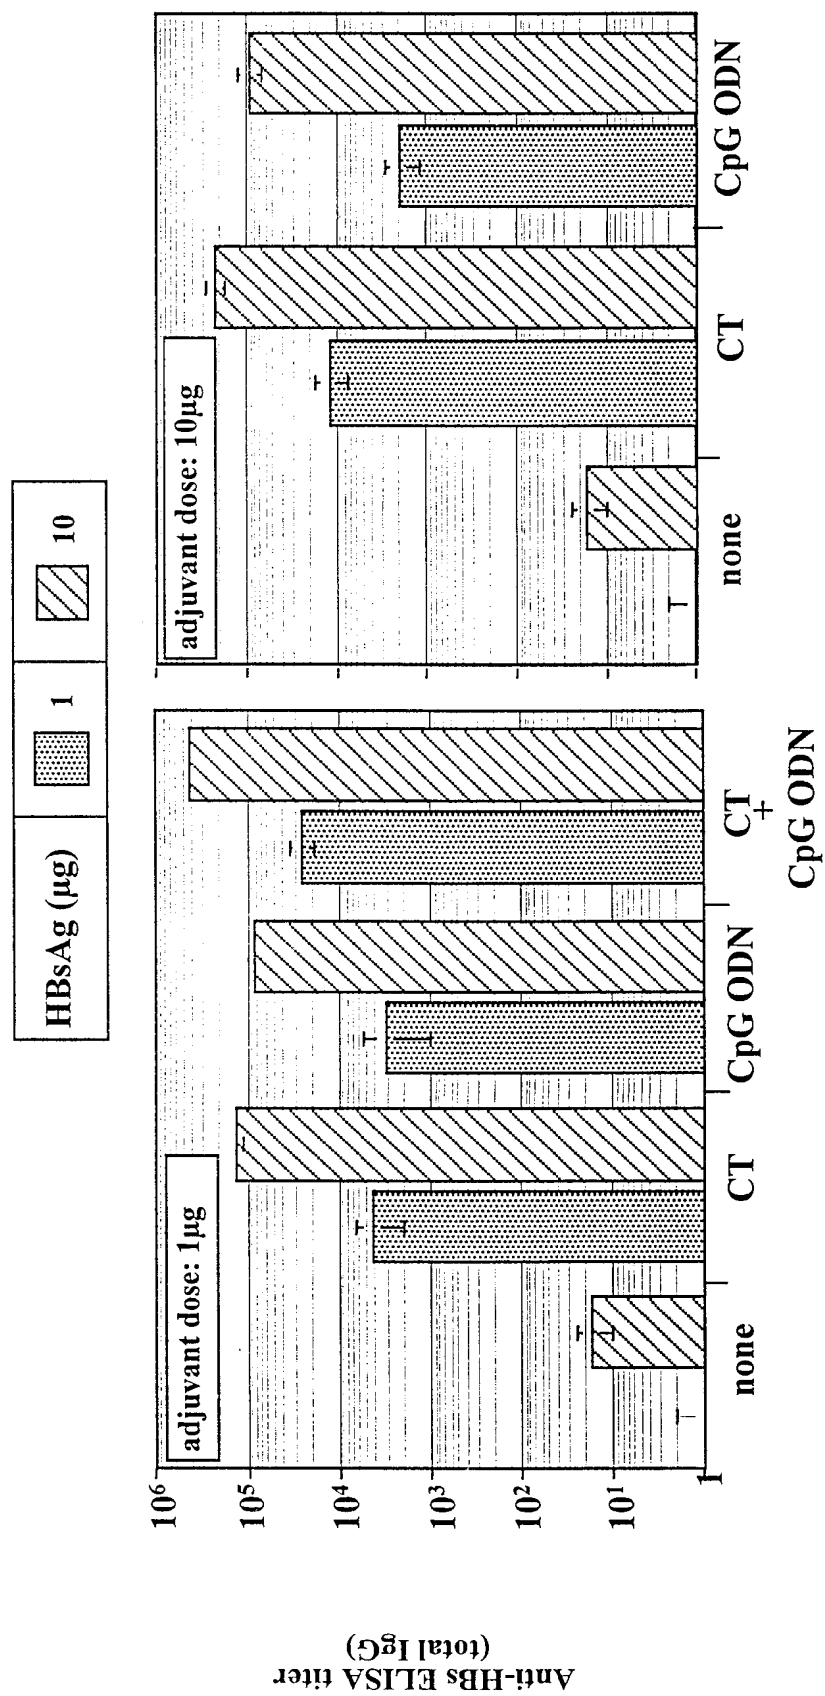 HBsAg (µg) 1 10
Anti-HBs ELISA titer
(total IgG)
10⁶
10⁵
10⁴
10³
10²
10¹
1
adjuvant dose: 1µg
none CT CpG ODN CT
+
CpG ODN
adjuvant dose: 10µg
none CT CpG ODN